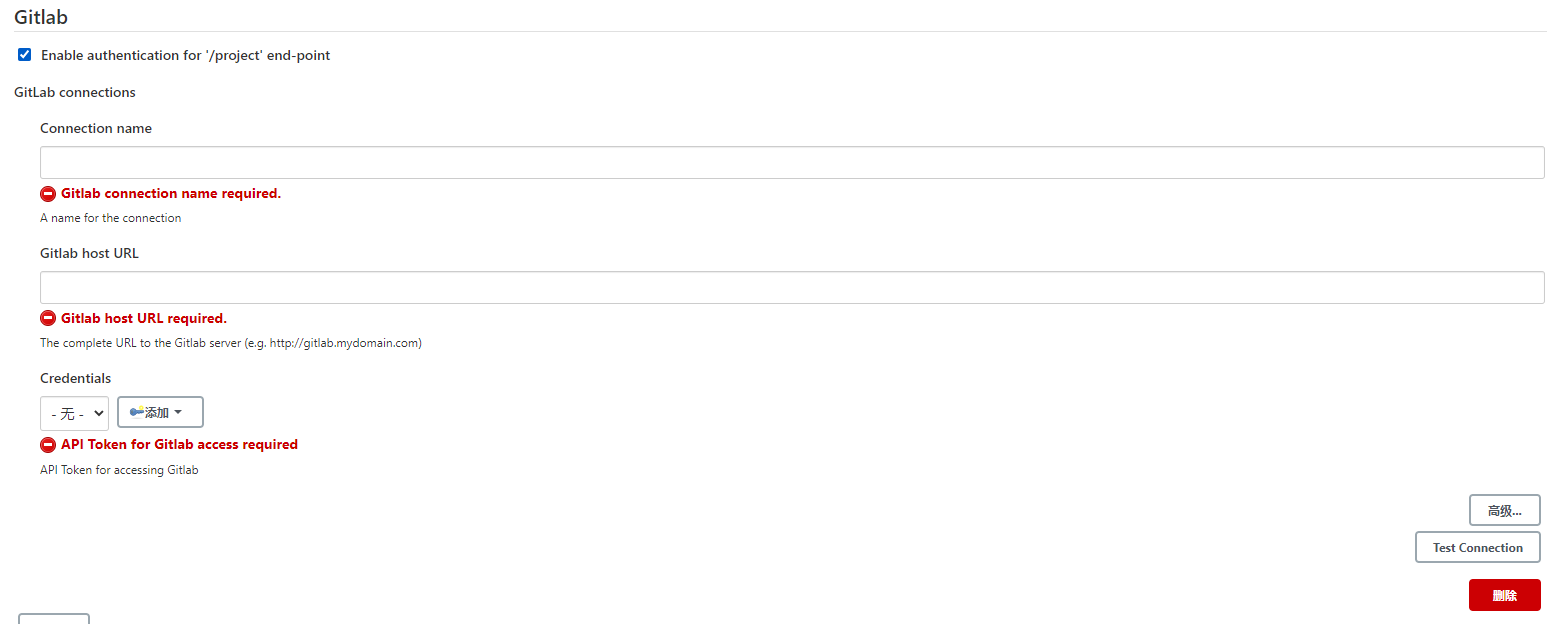 Gitlab
Enable authentication for '/project' end-point
GitLab connections
Connection name
Gitlab connection name required.
A name for the connection
Gitlab host URL
Gitlab host URL required.
The complete URL to the Gitlab server (e.g. http://gitlab.mydomain.com)
Credentials
- 无 - 添加
API Token for Gitlab access required
API Token for accessing Gitlab
高级...
Test Connection
删除